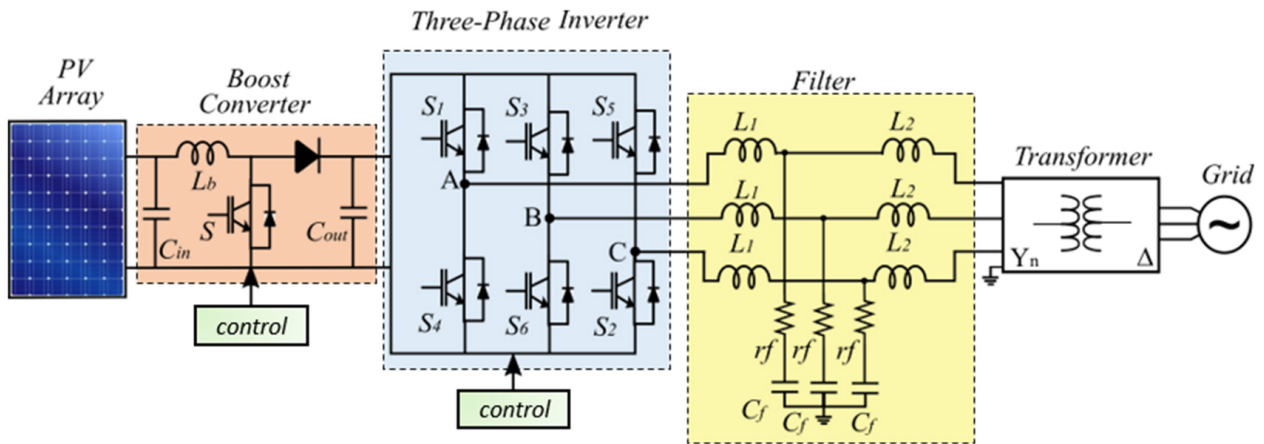 Three-Phase Inverter
PV
Array
Boost
Converter
Filter
Transformer
Grid
Lb
Cin
S
Cout
control
S1
S3
S5
A
B
C
S4
S6
S2
control
L1
L2
L1
L2
L1
L2
rf
rf
rf
Cf
Cf
Cf
Yn
Δ
~